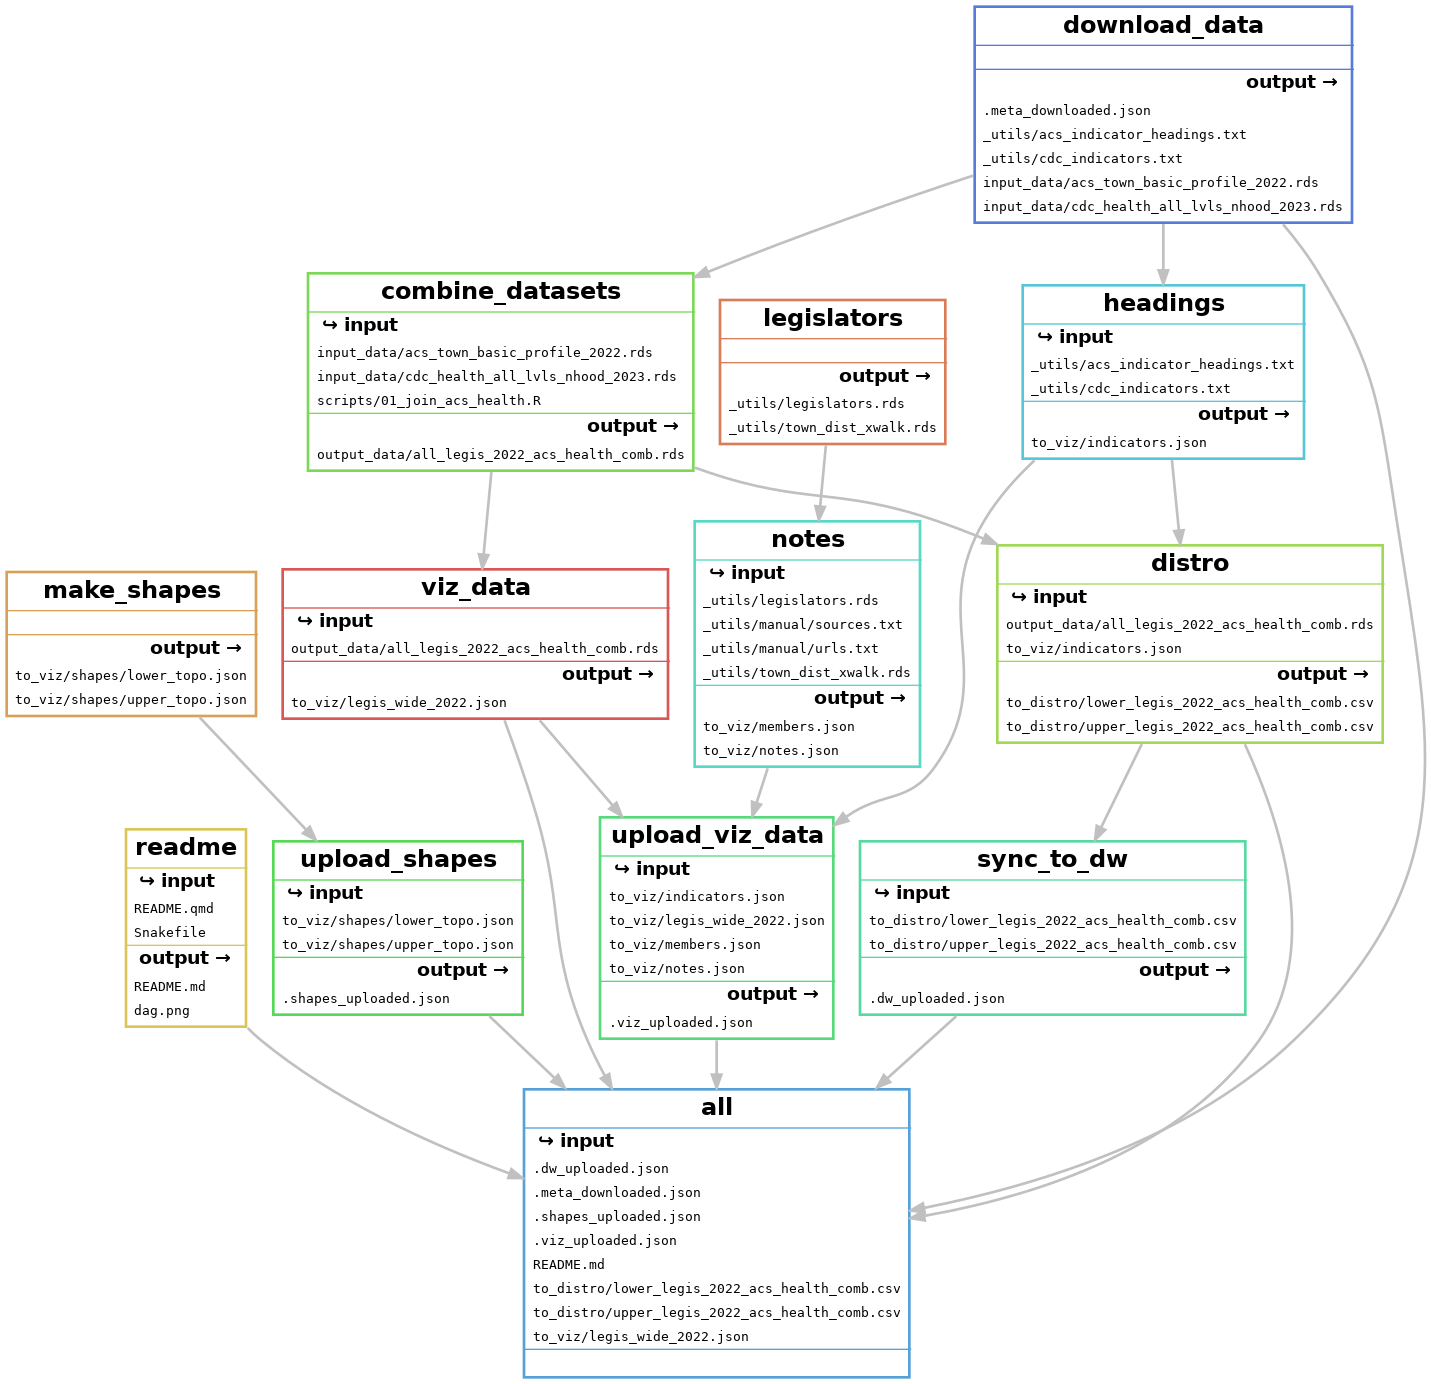 download_data
output →
.meta_downloaded.json
_utils/acs_indicator_headings.txt
_utils/cdc_indicators.txt
input_data/acs_town_basic_profile_2022.rds
input_data/cdc_health_all_lvls_nhood_2023.rds
combine_datasets
↪ input
input_data/acs_town_basic_profile_2022.rds
input_data/cdc_health_all_lvls_nhood_2023.rds
scripts/01_join_acs_health.R
output →
output_data/all_legis_2022_acs_health_comb.rds
legislators
output →
_utils/legislators.rds
_utils/town_dist_xwalk.rds
headings
↪ input
_utils/acs_indicator_headings.txt
_utils/cdc_indicators.txt
output →
to_viz/indicators.json
make_shapes
output →
to_viz/shapes/lower_topo.json
to_viz/shapes/upper_topo.json
viz_data
↪ input
output_data/all_legis_2022_acs_health_comb.rds
output →
to_viz/legis_wide_2022.json
notes
↪ input
_utils/legislators.rds
_utils/manual/sources.txt
_utils/manual/urls.txt
_utils/town_dist_xwalk.rds
output →
to_viz/members.json
to_viz/notes.json
distro
↪ input
output_data/all_legis_2022_acs_health_comb.rds
to_viz/indicators.json
output →
to_distro/lower_legis_2022_acs_health_comb.csv
to_distro/upper_legis_2022_acs_health_comb.csv
readme
↪ input
README.qmd
Snakefile
output →
README.md
dag.png
upload_shapes
↪ input
to_viz/shapes/lower_topo.json
to_viz/shapes/upper_topo.json
output →
.shapes_uploaded.json
upload_viz_data
↪ input
to_viz/indicators.json
to_viz/legis_wide_2022.json
to_viz/members.json
to_viz/notes.json
output →
.viz_uploaded.json
sync_to_dw
↪ input
to_distro/lower_legis_2022_acs_health_comb.csv
to_distro/upper_legis_2022_acs_health_comb.csv
output →
.dw_uploaded.json
all
↪ input
.dw_uploaded.json
.meta_downloaded.json
.shapes_uploaded.json
.viz_uploaded.json
README.md
to_distro/lower_legis_2022_acs_health_comb.csv
to_distro/upper_legis_2022_acs_health_comb.csv
to_viz/legis_wide_2022.json